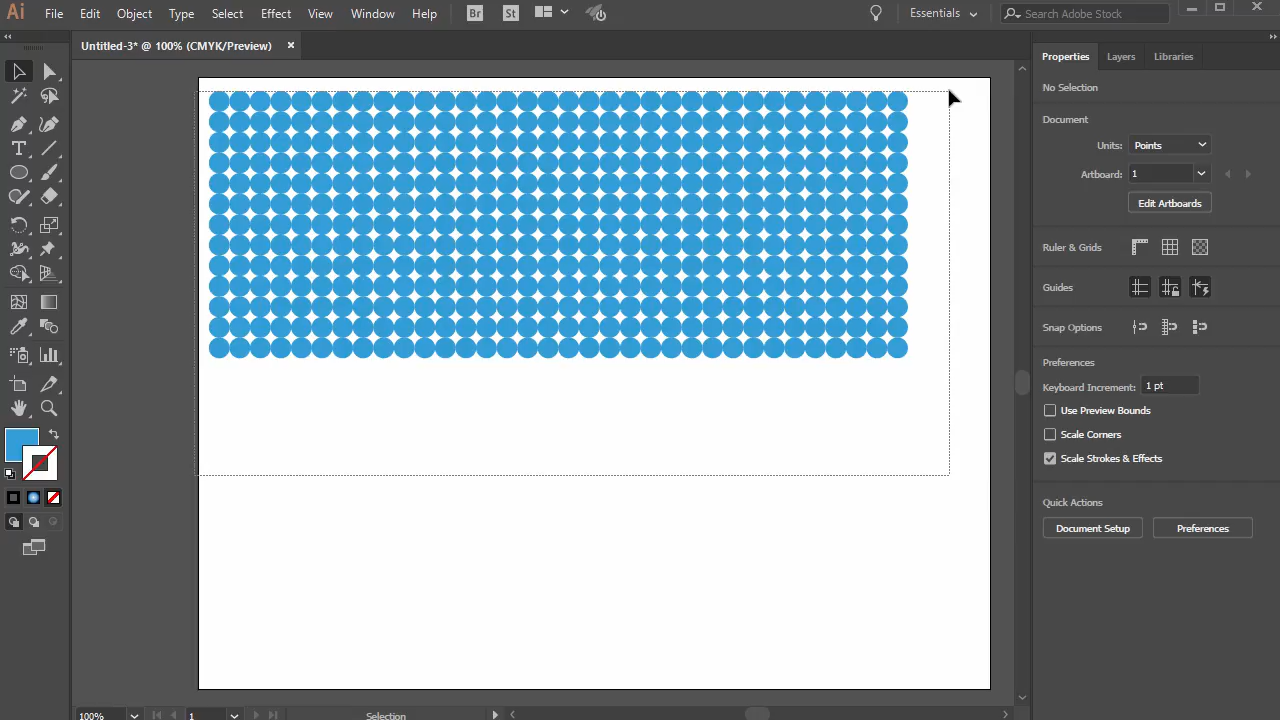 Ai File Edit Object Type Select Effect View Window Help Br St Essentials Search Adobe Stock
Untitled-3* @ 100% (CMYK/Preview) ×
Properties Layers Libraries
No Selection
Document
Units: Points
Artboard: 1
Edit Artboards
Ruler & Grids
Guides
Snap Options
Preferences
Keyboard Increment: 1 pt
Use Preview Bounds
Scale Corners
Scale Strokes & Effects
Quick Actions
Document Setup Preferences
100% 1 Selection